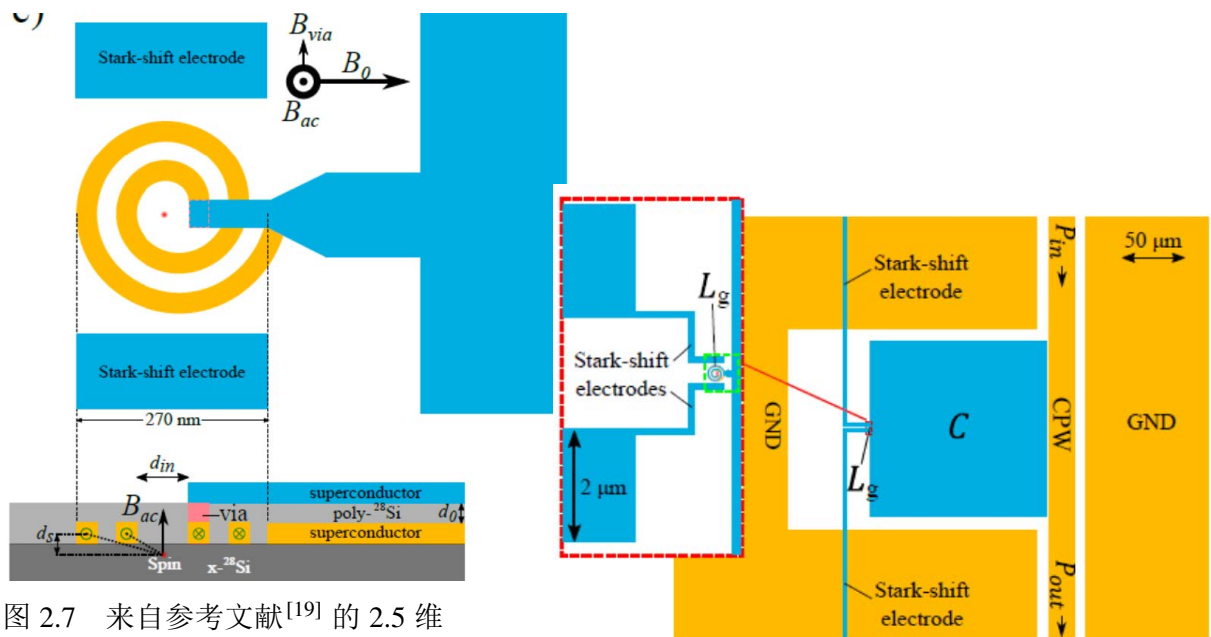 c)
Stark-shift electrode
B_via
B_0
B_ac
Stark-shift electrode
270 nm
d_in
superconductor
B_ac
via
poly-²⁸Si
d_0
d_s
superconductor
Spin
x-²⁸Si
图 2.7 来自参考文献[19] 的 2.5 维
L_g
Stark-shift
electrodes
2 μm
GND
Stark-shift
electrode
P_in
50 μm
C
CPW
GND
L_g
Stark-shift
electrode
P_out